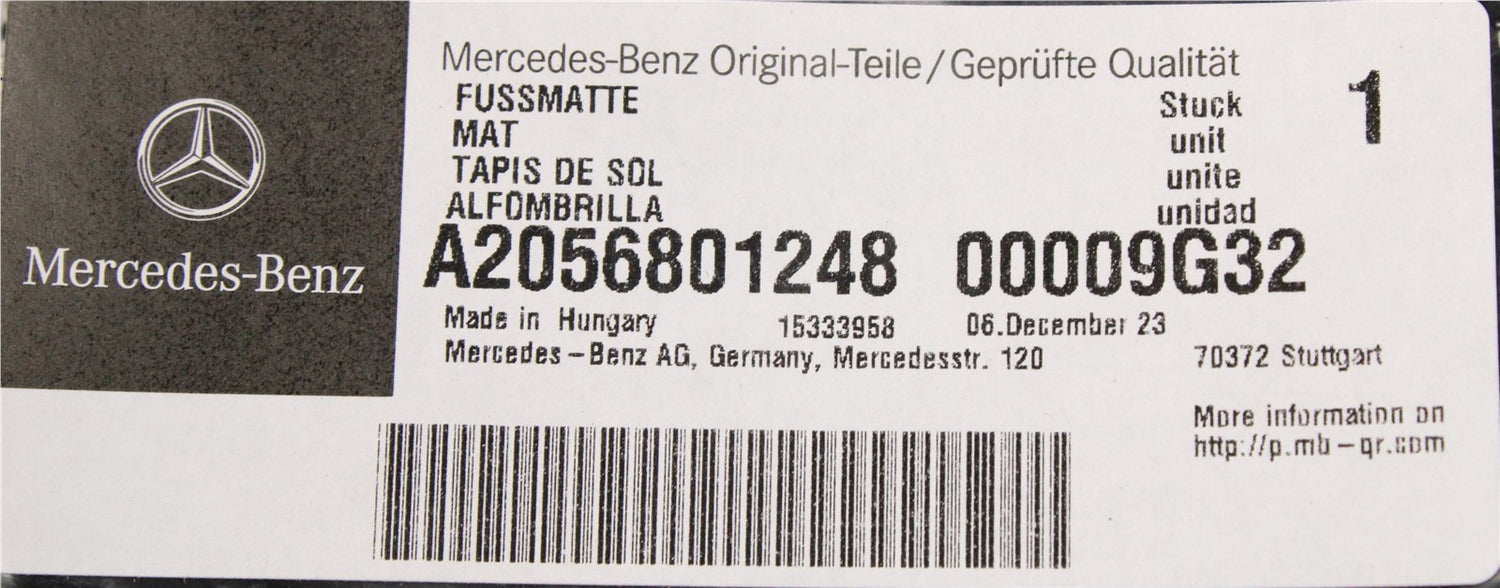 Mercedes-Benz
Mercedes-Benz Original-Teile/Geprüfte Qualität
FUSSMATTE Stuck 1
MAT unit
TAPIS DE SOL unite
ALFOMBRILLA unidad
A2056801248 00009G32
Made in Hungary 15333958 06.December 23
Mercedes-Benz AG, Germany, Mercedesstr. 120 70372 Stuttgart
More information on
http://p.mb-qr.com